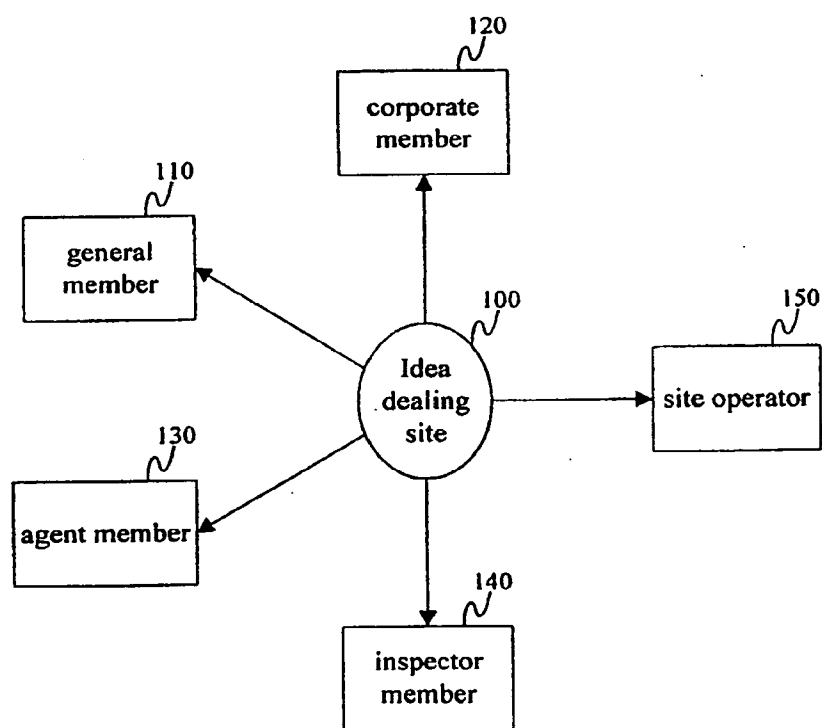 120
corporate
member
110
general
member
100
Idea
dealing
site
150
site operator
130
agent member
140
inspector
member